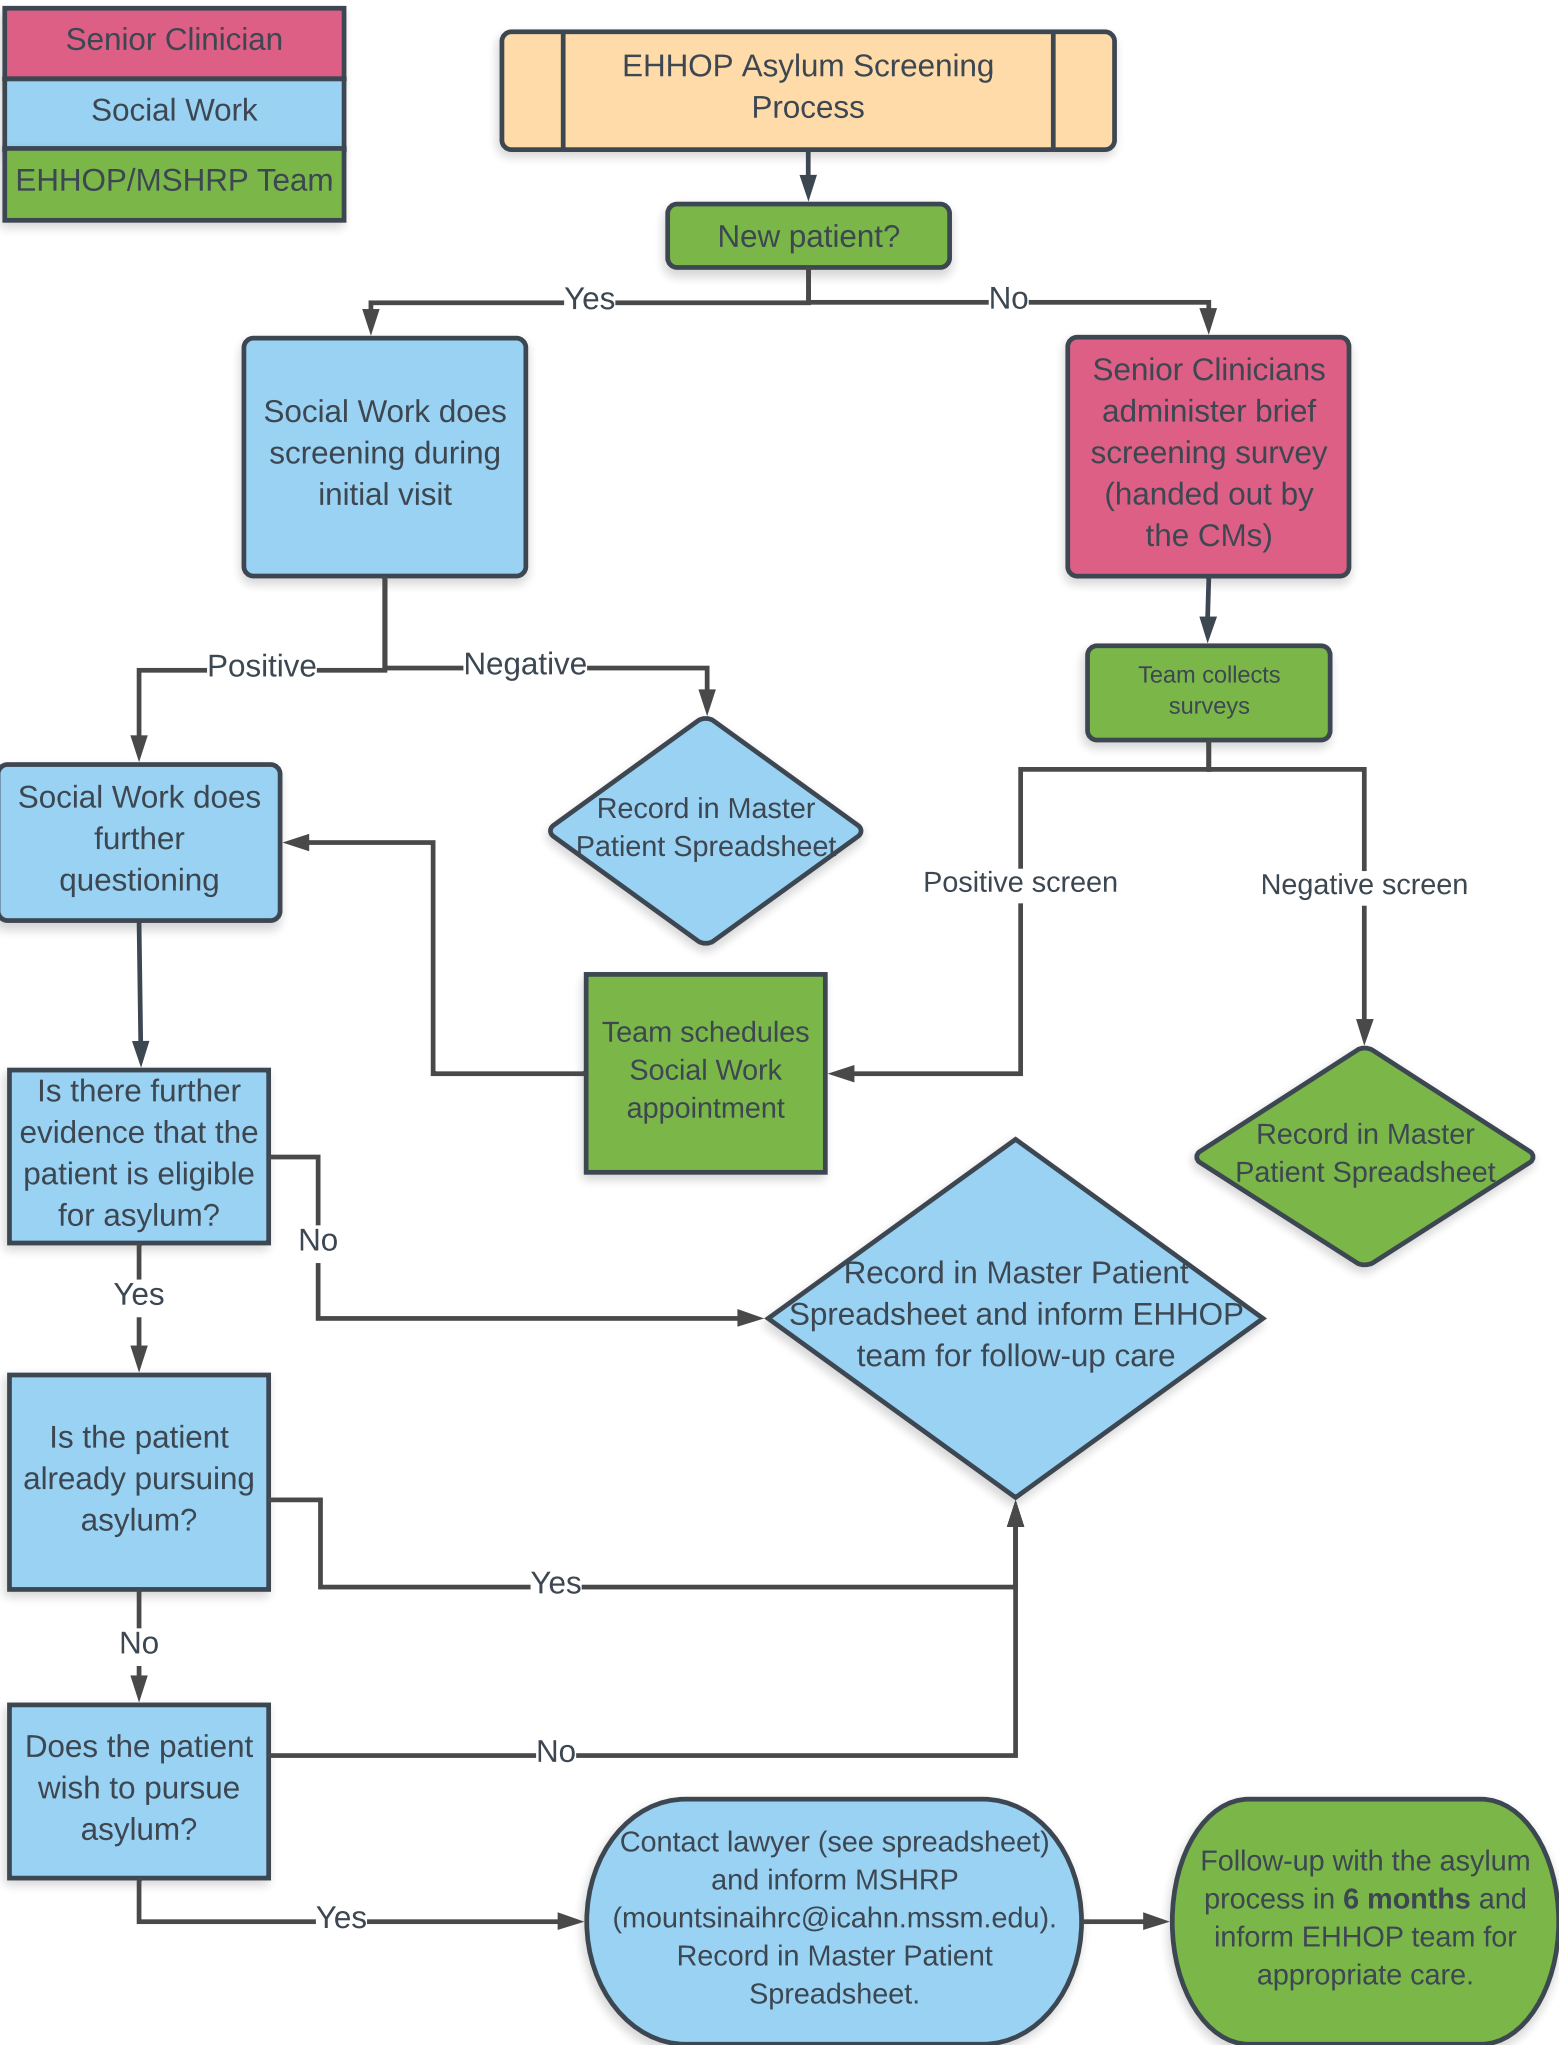 Senior Clinician
Social Work
EHHOP/MSHRP Team
EHHOP Asylum Screening
Process
New patient?
Yes
No
Social Work does
screening during
initial visit
Senior Clinicians
administer brief
screening survey
(handed out by
the CMs)
Positive
Negative
Team collects
surveys
Social Work does
further
questioning
Record in Master
Patient Spreadsheet
Positive screen
Negative screen
Team schedules
Social Work
appointment
Is there further
evidence that the
patient is eligible
for asylum?
No
Yes
Record in Master
Patient Spreadsheet
Record in Master Patient
Spreadsheet and inform EHHOP
team for follow-up care
Is the patient
already pursuing
asylum?
Yes
No
Does the patient
wish to pursue
asylum?
No
Yes
Contact lawyer (see spreadsheet)
and inform MSHRP
(mountsinaihrc@icahn.mssm.edu).
Record in Master Patient
Spreadsheet.
Follow-up with the asylum
process in 6 months and
inform EHHOP team for
appropriate care.